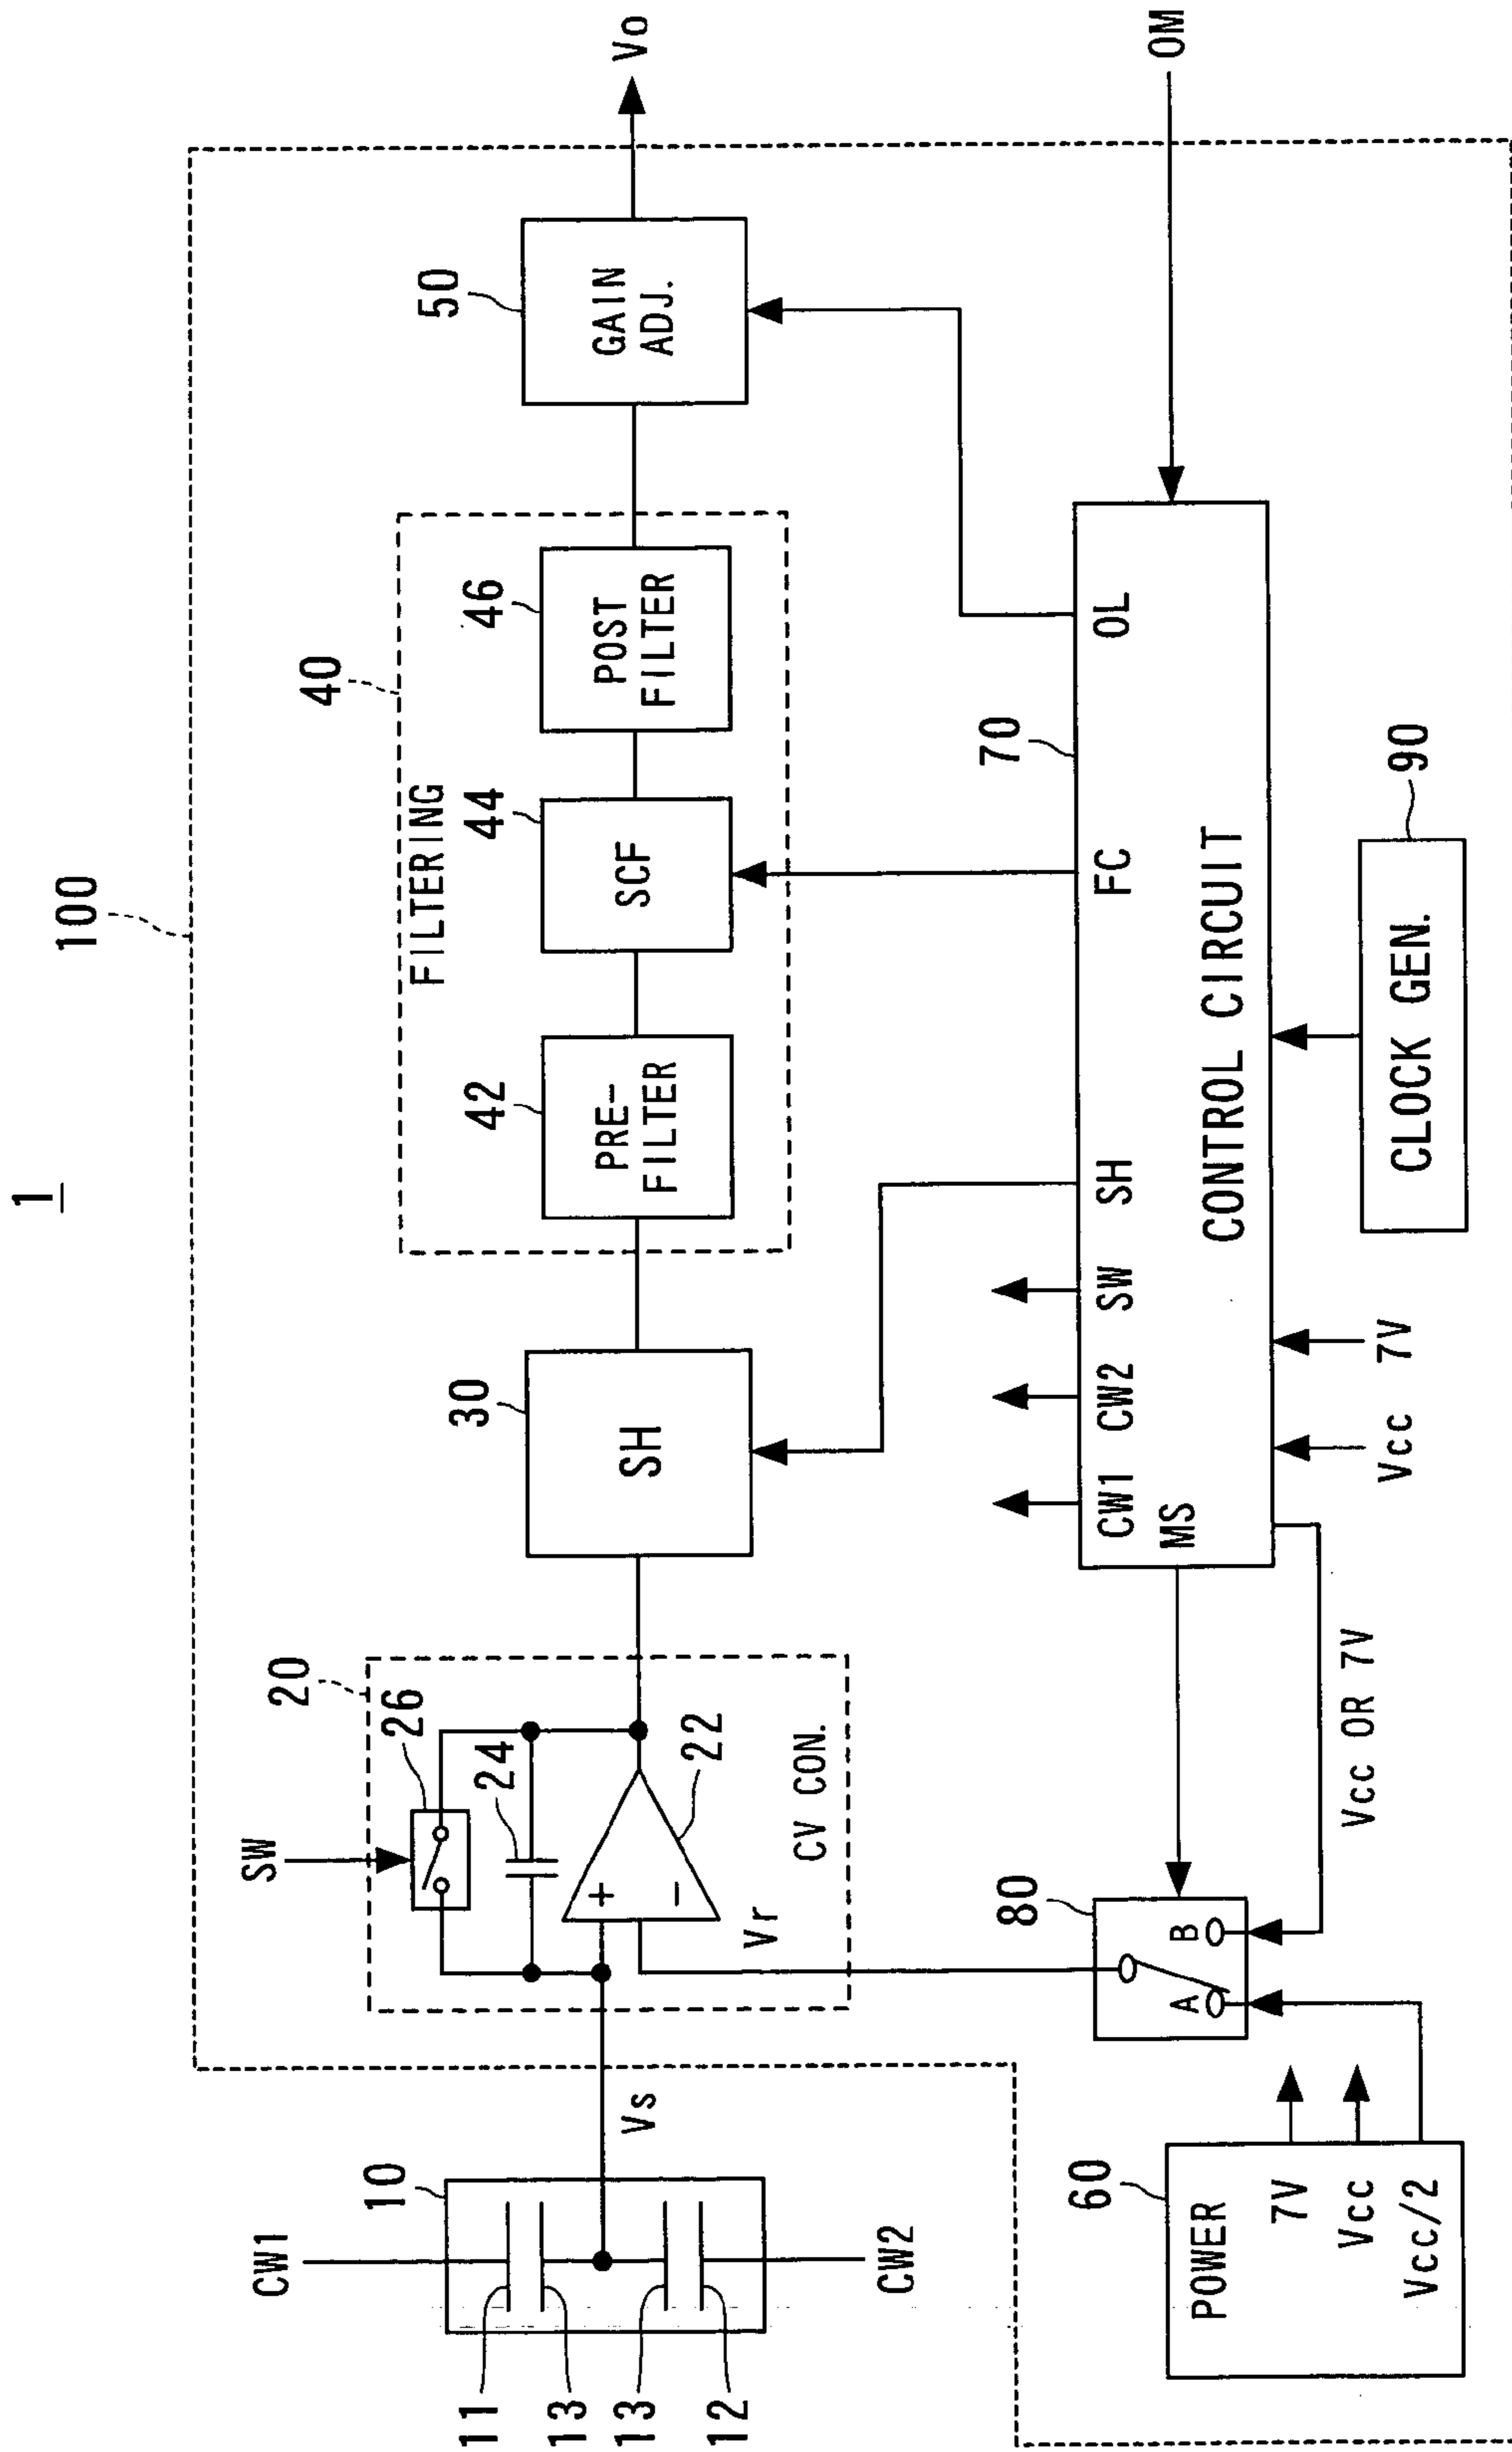 1
100
40
50
FILTERING
20
26
SW
24
22
CV CON.
Vr
30
SH
42
PRE-
FILTER
44
SCF
46
POST
FILTER
GAIN
ADJ.
Vo
CW1
10
11
13
13
12
Vs
CW2
60
POWER
7V
Vcc
Vcc/2
80
A
B
Vcc OR 7V
70
CW1
CW2
SW
SH
FC
OL
MS
CONTROL CIRCUIT
OM
Vcc
7V
90
CLOCK GEN.
+
−